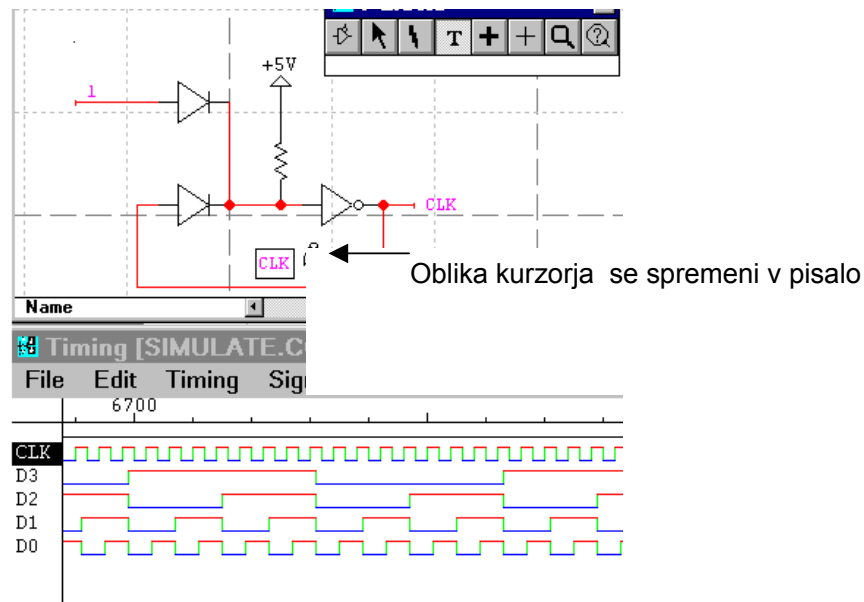 T
+5V
1
CLK
CLK
Oblika kurzorja se spremeni v pisalo
Name
Timing [SIMULATE.C
File Edit Timing Sig
6700
CLK
D3
D2
D1
D0